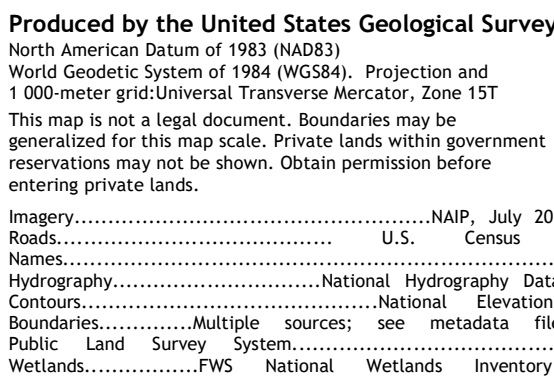 Produced by the United States Geological Survey
North American Datum of 1983 (NAD83)
World Geodetic System of 1984 (WGS84). Projection and
1 000-meter grid:Universal Transverse Mercator, Zone 15T
This map is not a legal document. Boundaries may be
generalized for this map scale. Private lands within government
reservations may not be shown. Obtain permission before
entering private lands.
Imagery....................................................NAIP, July 20
Roads......................................... U.S. Census
Names........................................................................
Hydrography...............................National Hydrography Data
Contours............................................National Elevation
Boundaries..............Multiple sources; see metadata file
Public Land Survey System.......................................
Wetlands.................FWS National Wetlands Inventory